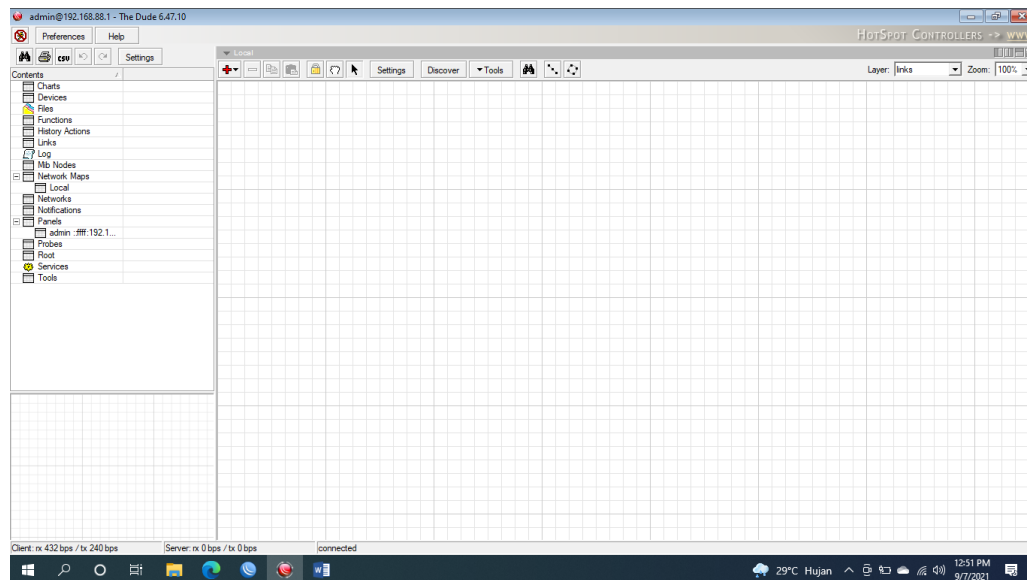 admin@192.168.88.1 - The Dude 6.47.10
Preferences Help
HotSpot Controllers -> www
csv Settings
Local
Contents
Settings Discover Tools Layer: links Zoom: 100%
Charts
Devices
Files
Functions
History Actions
Links
Log
Mib Nodes
Network Maps
Local
Networks
Notifications
Panels
admin :ffff:192.1...
Probes
Root
Services
Tools
Client: rx 432 bps / tx 240 bps Server: rx 0 bps / tx 0 bps connected
29°C Hujan 12:51 PM
9/7/2021